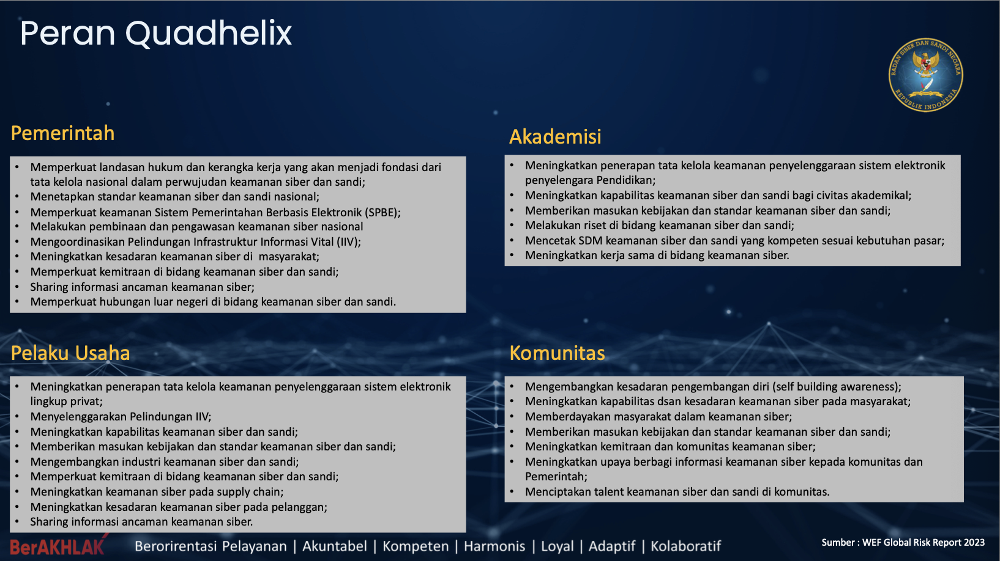 Peran Quadhelix
BADAN SIBER DAN SANDI NEGARA
REPUBLIK INDONESIA
Pemerintah
• Memperkuat landasan hukum dan kerangka kerja yang akan menjadi fondasi dari
tata kelola nasional dalam perwujudan keamanan siber dan sandi;
• Menetapkan standar keamanan siber dan sandi nasional;
• Memperkuat keamanan Sistem Pemerintahan Berbasis Elektronik (SPBE);
• Melakukan pembinaan dan pengawasan keamanan siber nasional
• Mengoordinasikan Pelindungan Infrastruktur Informasi Vital (IIV);
• Meningkatkan kesadaran keamanan siber di  masyarakat;
• Memperkuat kemitraan di bidang keamanan siber dan sandi;
• Sharing informasi ancaman keamanan siber;
• Memperkuat hubungan luar negeri di bidang keamanan siber dan sandi.
Akademisi
• Meningkatkan penerapan tata kelola keamanan penyelenggaraan sistem elektronik
penyelengara Pendidikan;
• Meningkatkan kapabilitas keamanan siber dan sandi bagi civitas akademikal;
• Memberikan masukan kebijakan dan standar keamanan siber dan sandi;
• Melakukan riset di bidang keamanan siber dan sandi;
• Mencetak SDM keamanan siber dan sandi yang kompeten sesuai kebutuhan pasar;
• Meningkatkan kerja sama di bidang keamanan siber.
Pelaku Usaha
• Meningkatkan penerapan tata kelola keamanan penyelenggaraan sistem elektronik
lingkup privat;
• Menyelenggarakan Pelindungan IIV;
• Meningkatkan kapabilitas keamanan siber dan sandi;
• Memberikan masukan kebijakan dan standar keamanan siber dan sandi;
• Mengembangkan industri keamanan siber dan sandi;
• Memperkuat kemitraan di bidang keamanan siber dan sandi;
• Meningkatkan keamanan siber pada supply chain;
• Meningkatkan kesadaran keamanan siber pada pelanggan;
• Sharing informasi ancaman keamanan siber.
Komunitas
• Mengembangkan kesadaran pengembangan diri (self building awareness);
• Meningkatkan kapabilitas dsan kesadaran keamanan siber pada masyarakat;
• Memberdayakan masyarakat dalam keamanan siber;
• Memberikan masukan kebijakan dan standar keamanan siber dan sandi;
• Meningkatkan kemitraan dan komunitas keamanan siber;
• Meningkatkan upaya berbagi informasi keamanan siber kepada komunitas dan
Pemerintah;
• Menciptakan talent keamanan siber dan sandi di komunitas.
BerAKHLAK
Berorirentasi Pelayanan | Akuntabel | Kompeten | Harmonis | Loyal | Adaptif | Kolaboratif
Sumber : WEF Global Risk Report 2023